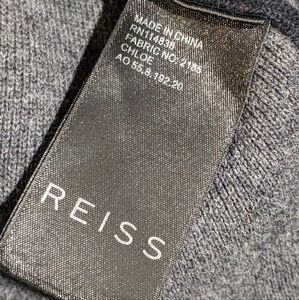 MADE IN CHINA
RN114838
FABRIC NO: 2185
CHLOE
AO 55.8.192.20
REISS